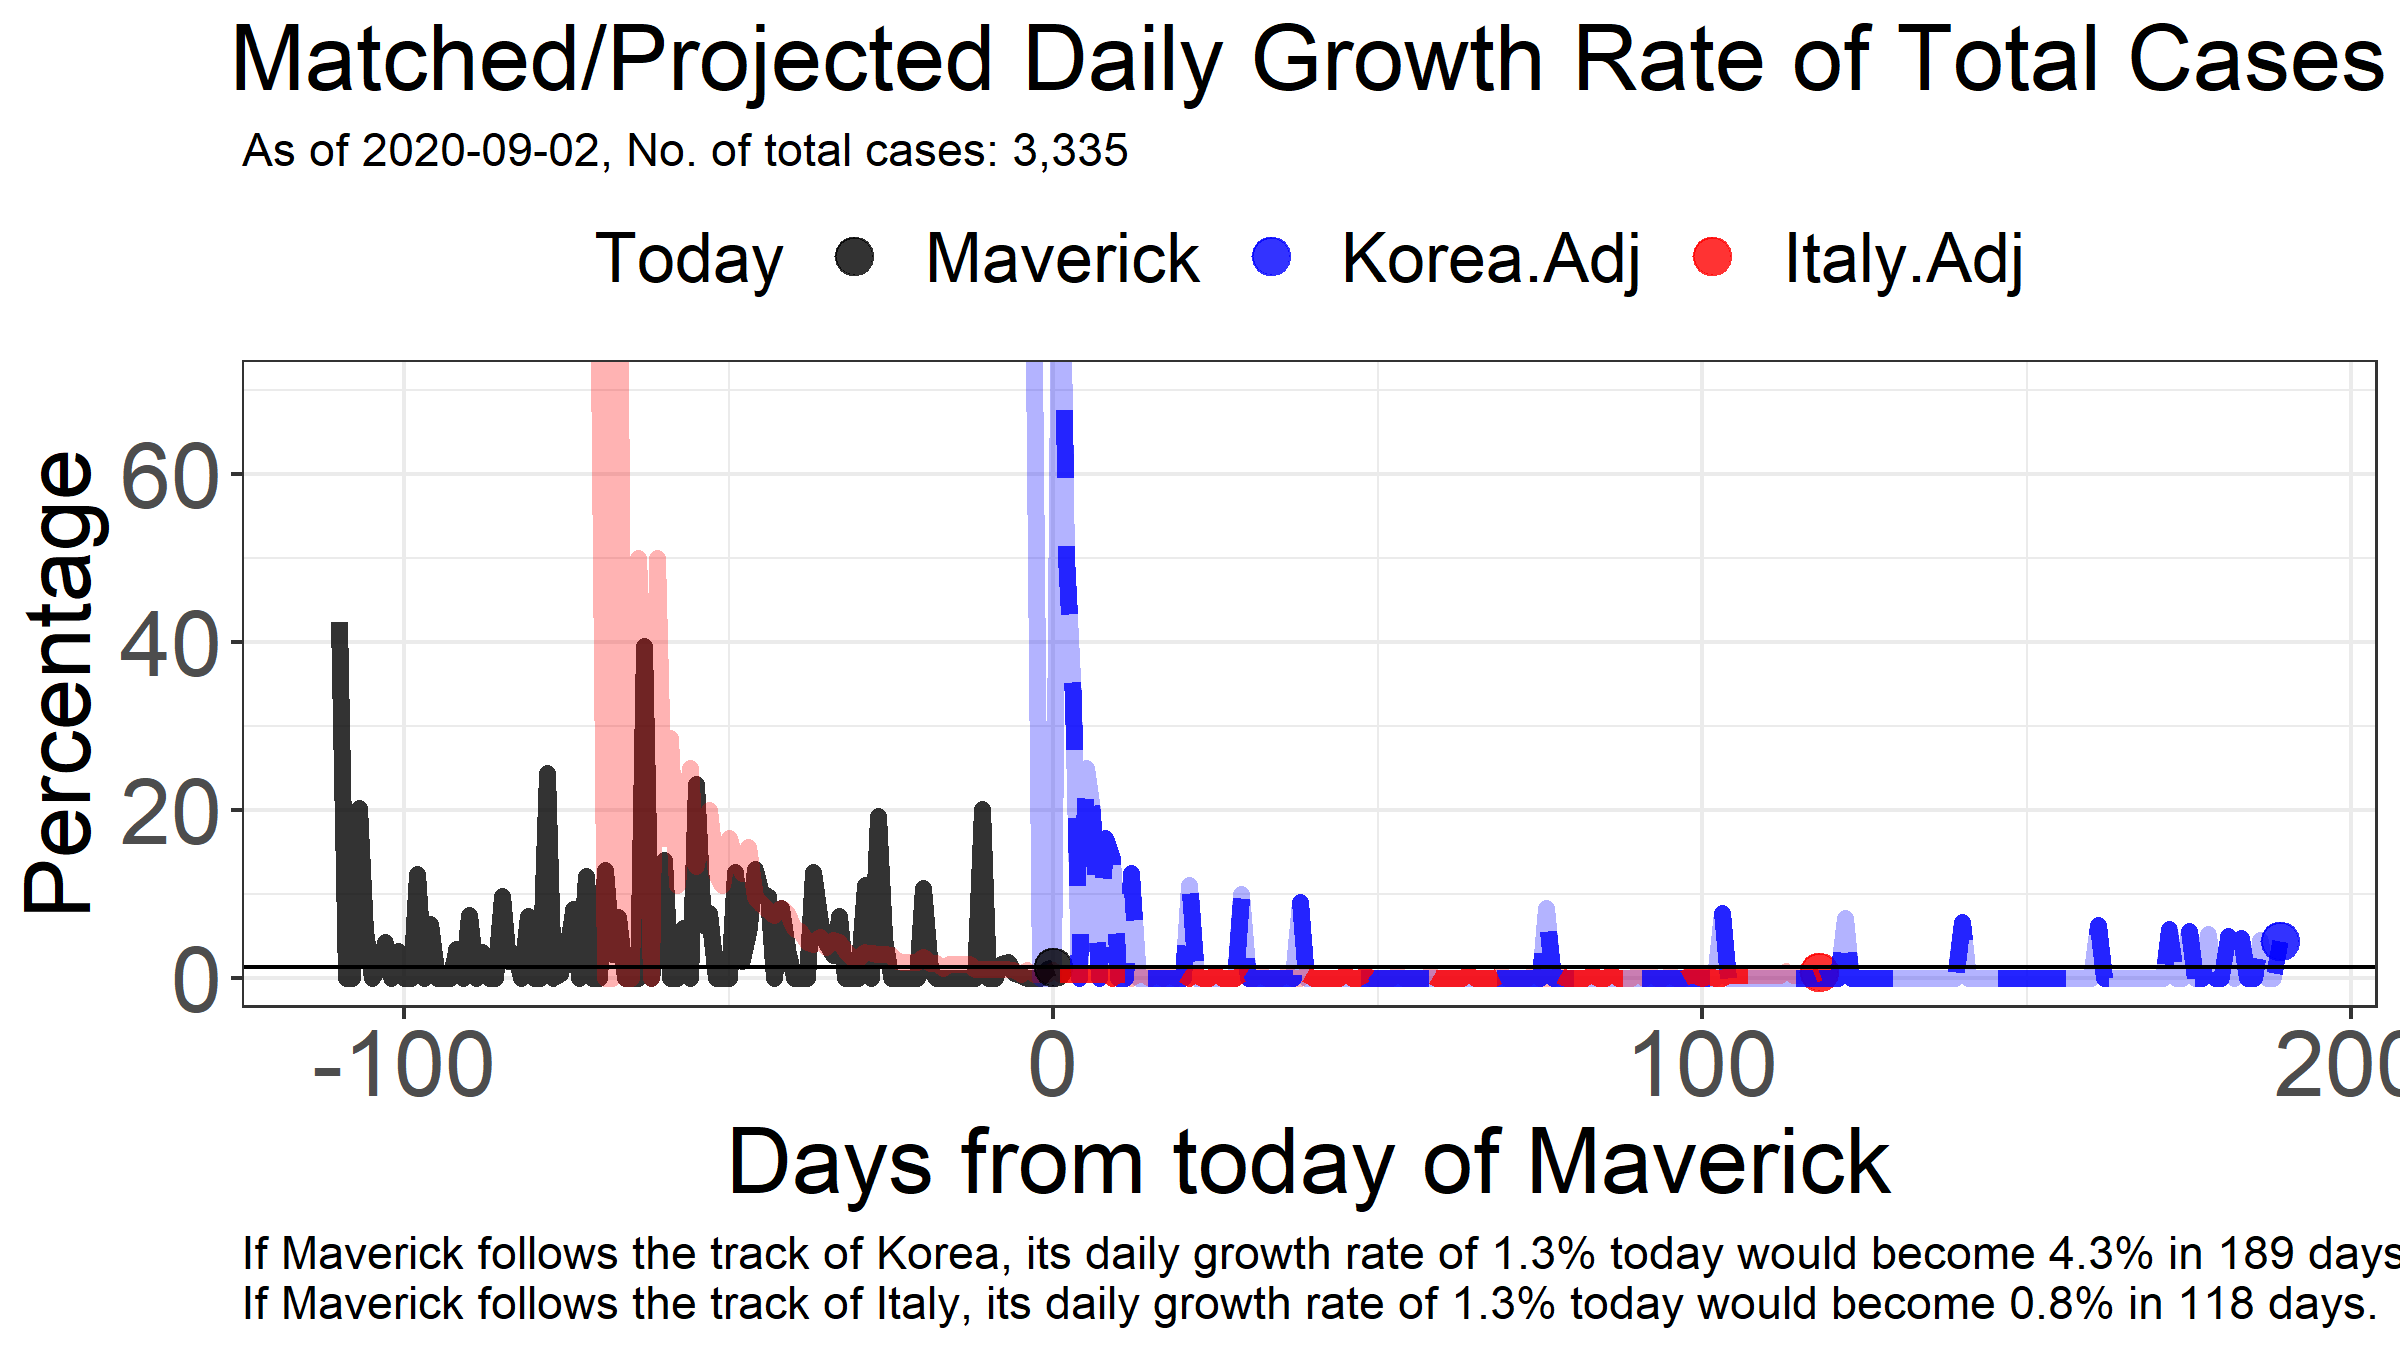 Matched/Projected Daily Growth Rate of Total Cases
As of 2020-09-02, No. of total cases: 3,335
Today Maverick Korea.Adj Italy.Adj
Percentage
60
40
20
0
-100 0 100 200
Days from today of Maverick
If Maverick follows the track of Korea, its daily growth rate of 1.3% today would become 4.3% in 189 days
If Maverick follows the track of Italy, its daily growth rate of 1.3% today would become 0.8% in 118 days.